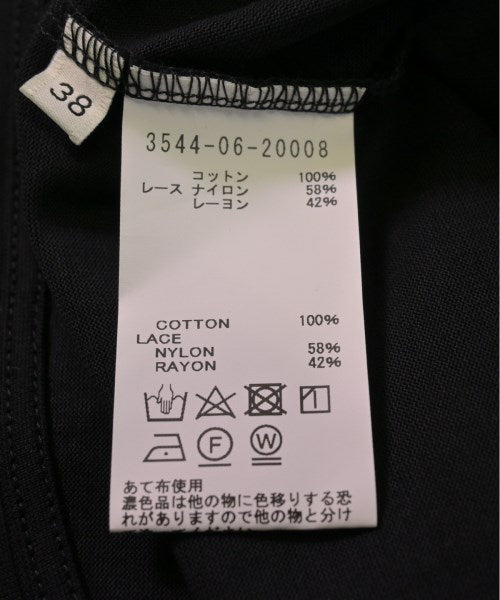 38
3544-06-20008
コットン 100%
レース ナイロン 58%
レーヨン 42%
COTTON 100%
LACE
NYLON 58%
RAYON 42%
F W
あて布使用
濃色品は他の物に色移りする恐
れがありますので他の物と分け